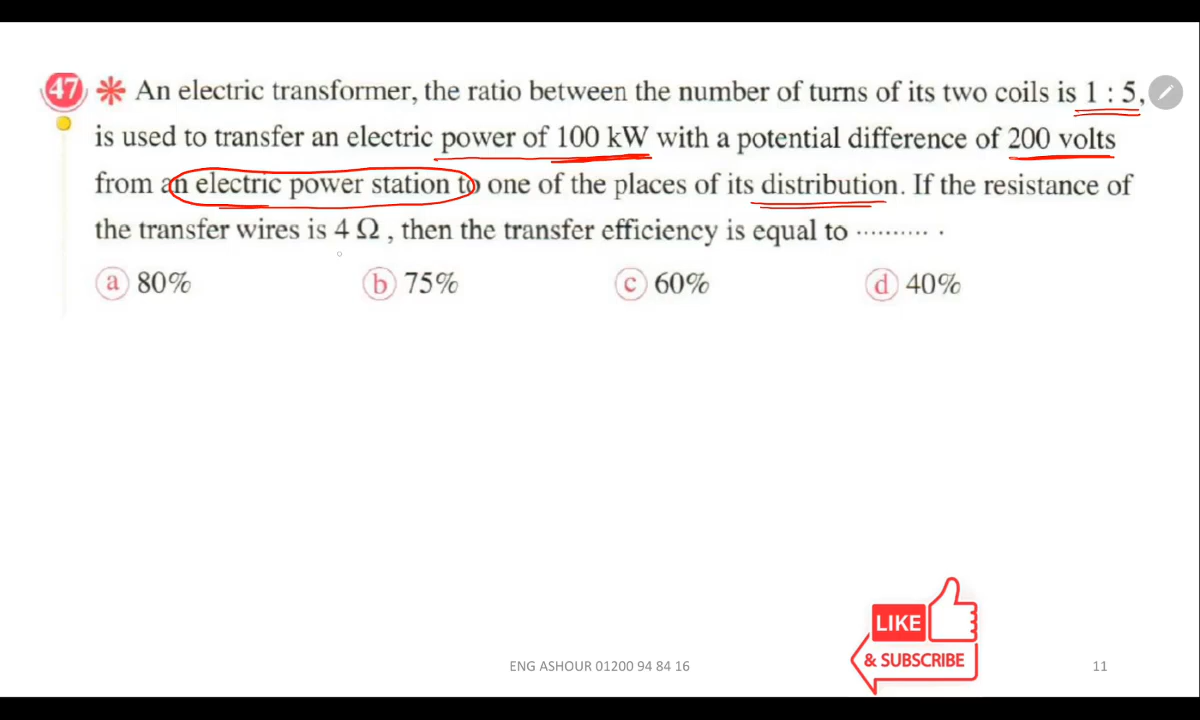 47 * An electric transformer, the ratio between the number of turns of its two coils is 1 : 5,
is used to transfer an electric power of 100 kW with a potential difference of 200 volts
from an electric power station to one of the places of its distribution. If the resistance of
the transfer wires is 4 Ω , then the transfer efficiency is equal to ·········· .
a 80% b 75% c 60% d 40%
LIKE
& SUBSCRIBE
ENG ASHOUR 01200 94 84 16 11